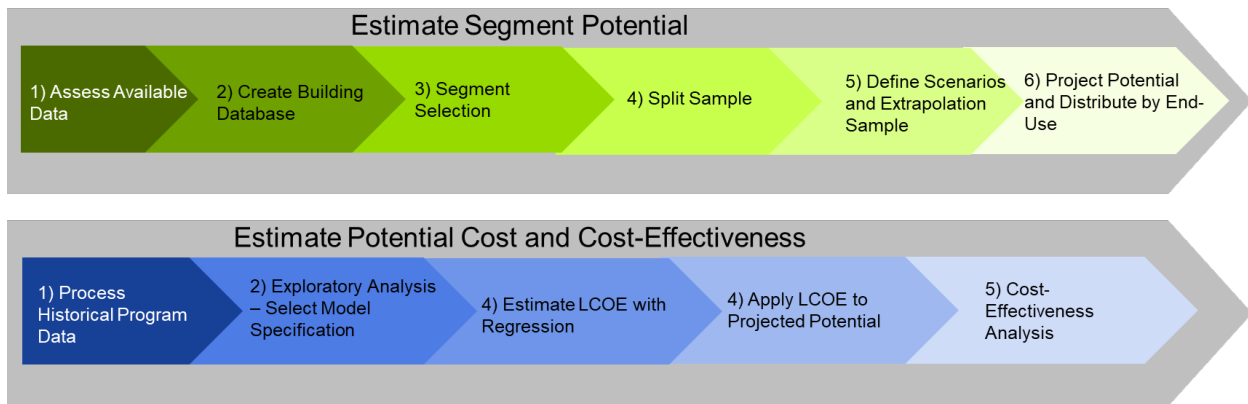 Estimate Segment Potential
1) Assess Available
Data
2) Create Building
Database
3) Segment
Selection
4) Split Sample
5) Define Scenarios
and Extrapolation
Sample
6) Project Potential
and Distribute by End-
Use
Estimate Potential Cost and Cost-Effectiveness
1) Process
Historical Program
Data
2) Exploratory Analysis
– Select Model
Specification
4) Estimate LCOE with
Regression
4) Apply LCOE to
Projected Potential
5) Cost-
Effectiveness
Analysis